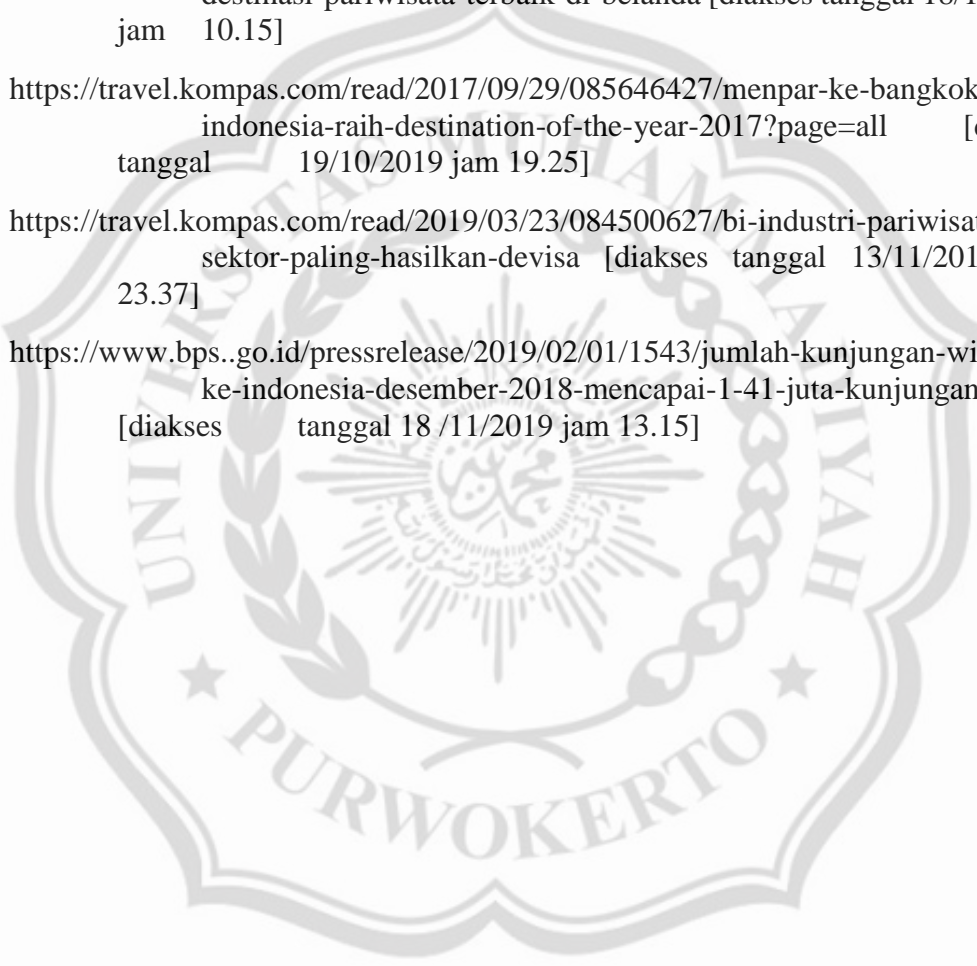 destinasi-pariwisata-terbaik-di-belanda [diakses tanggal 18/1
jam 10.15]
https://travel.kompas.com/read/2017/09/29/085646427/menpar-ke-bangkok
indonesia-raih-destination-of-the-year-2017?page=all [
tanggal 19/10/2019 jam 19.25]
https://travel.kompas.com/read/2019/03/23/084500627/bi-industri-pariwisat
sektor-paling-hasilkan-devisa [diakses tanggal 13/11/201
23.37]
https://www.bps..go.id/pressrelease/2019/02/01/1543/jumlah-kunjungan-wi
ke-indonesia-desember-2018-mencapai-1-41-juta-kunjungan
[diakses tanggal 18 /11/2019 jam 13.15]
UNIVERSITAS MUHAMMADIYAH
PURWOKERTO